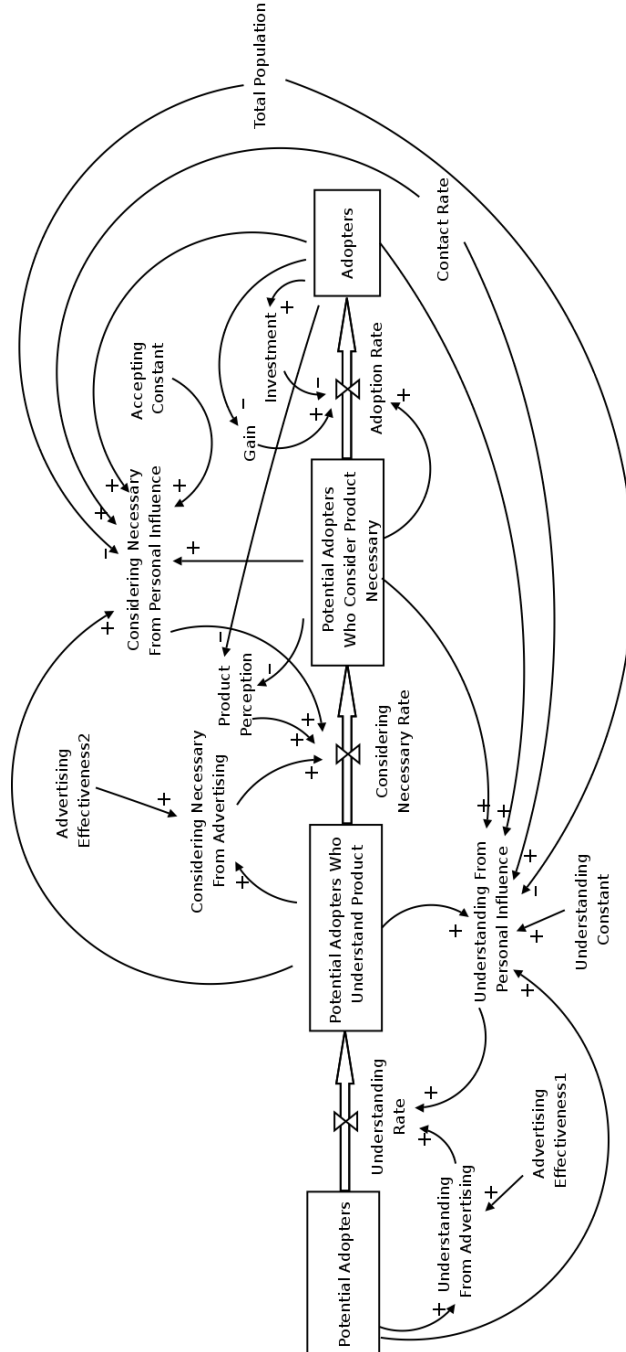 Advertising
Effectiveness2
+
-
+
+
Considering Necessary
From Personal Influence
+
+
+
Accepting
Constant
+
Considering Necessary
From Advertising
+
Product
Perception
-
-
+
+
+
Gain
-
+
Investment
+
-
Total Population
Potential Adopters
Potential Adopters Who
Understand Product
Potential Adopters
Who Consider Product
Necessary
Adopters
Understanding
Rate
Considering
Necessary Rate
Adoption Rate
+
Contact Rate
+
Understanding
From Advertising
+
+
+
+
Understanding From
Personal Influence
+
+
+
-
+
+
+
Advertising
Effectiveness1
Understanding
Constant